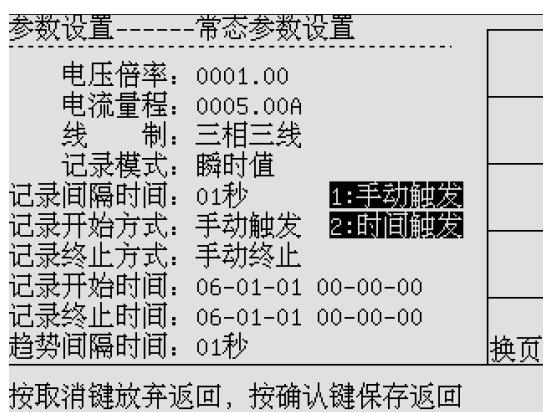 参数设置------常态参数设置
电压倍率：0001.00
电流量程：0005.00A
线 制：三相三线
记录模式：瞬时值
记录间隔时间：01秒 1:手动触发
记录开始方式：手动触发 2:时间触发
记录终止方式：手动终止
记录开始时间：06-01-01 00-00-00
记录终止时间：06-01-01 00-00-00
趋势间隔时间：01秒 换页
按取消键放弃返回，按确认键保存返回